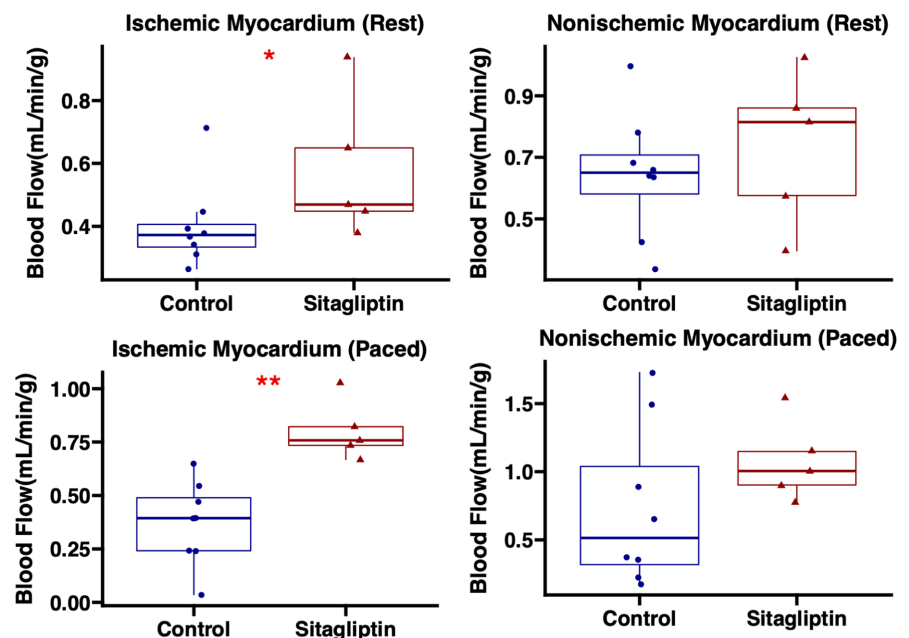 Ischemic Myocardium (Rest)
*
Blood Flow(mL/min/g)
0.8
0.6
0.4
Control Sitagliptin
Nonischemic Myocardium (Rest)
Blood Flow(mL/min/g)
0.9
0.7
0.5
Control Sitagliptin
Ischemic Myocardium (Paced)
**
Blood Flow(mL/min/g)
1.00
0.75
0.50
0.25
0.00
Control Sitagliptin
Nonischemic Myocardium (Paced)
Blood Flow(mL/min/g)
1.5
1.0
0.5
Control Sitagliptin